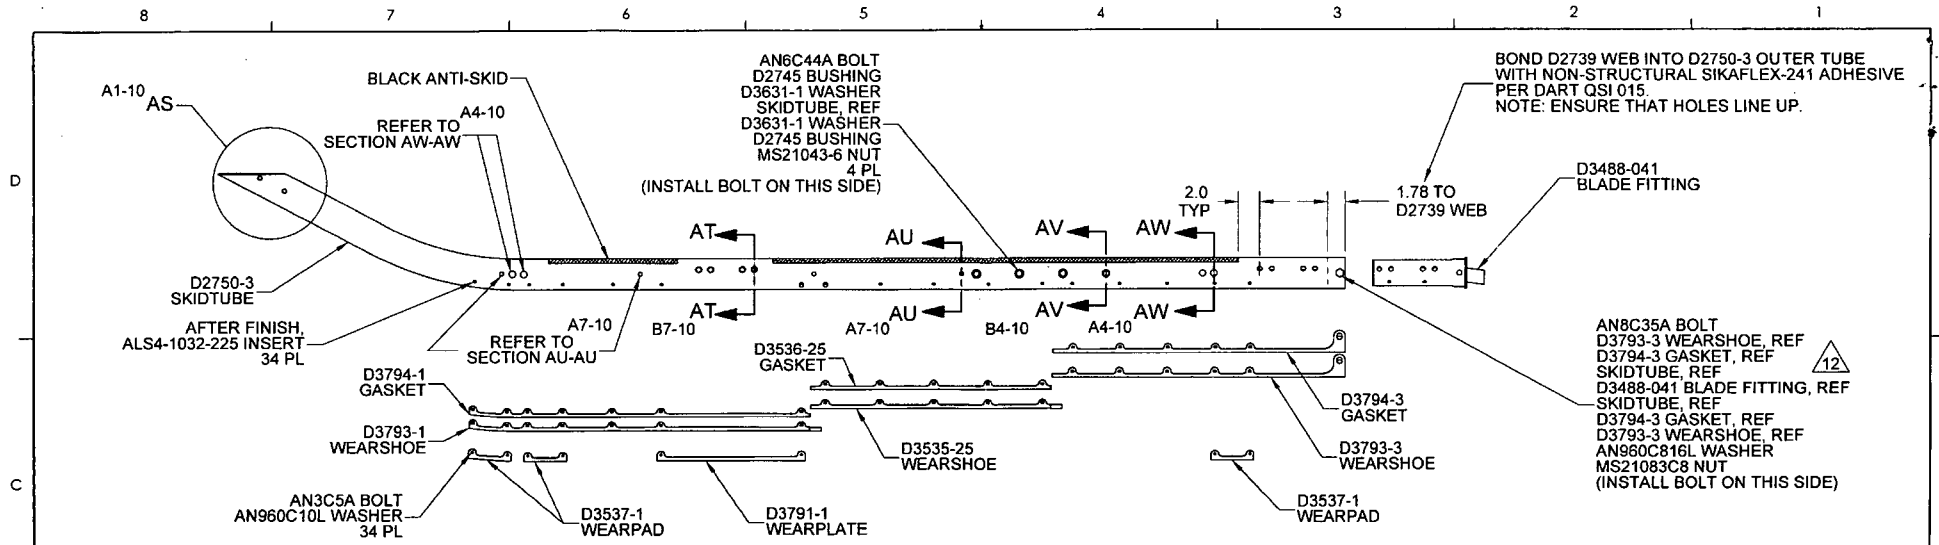 8 7 6 5 4 3 2 1
D
C
A1-10
AS
BLACK ANTI-SKID
A4-10
REFER TO
SECTION AW-AW
AN6C44A BOLT
D2745 BUSHING
D3631-1 WASHER
SKIDTUBE, REF
D3631-1 WASHER
D2745 BUSHING
MS21043-6 NUT
4 PL
(INSTALL BOLT ON THIS SIDE)
BOND D2739 WEB INTO D2750-3 OUTER TUBE
WITH NON-STRUCTURAL SIKAFLEX-241 ADHESIVE
PER DART QSI 015.
NOTE: ENSURE THAT HOLES LINE UP.
D3488-041
BLADE FITTING
2.0
TYP
1.78 TO
D2739 WEB
AT
AU
AV
AW
D2750-3
SKIDTUBE
AFTER FINISH,
ALS4-1032-225 INSERT
34 PL
A7-10
REFER TO
SECTION AU-AU
B7-10
AT
A7-10
AU
B4-10
AV
A4-10
AW
D3794-1
GASKET
D3793-1
WEARSHOE
AN3C5A BOLT
AN960C10L WASHER
34 PL
D3537-1
WEARPAD
D3791-1
WEARPLATE
D3536-25
GASKET
D3535-25
WEARSHOE
D3794-3
GASKET
D3793-3
WEARSHOE
D3537-1
WEARPAD
AN8C35A BOLT
D3793-3 WEARSHOE, REF
D3794-3 GASKET, REF
SKIDTUBE, REF
D3488-041 BLADE FITTING, REF
SKIDTUBE, REF
D3794-3 GASKET, REF
D3793-3 WEARSHOE, REF
AN960C816L WASHER
MS21083C8 NUT
(INSTALL BOLT ON THIS SIDE)
12